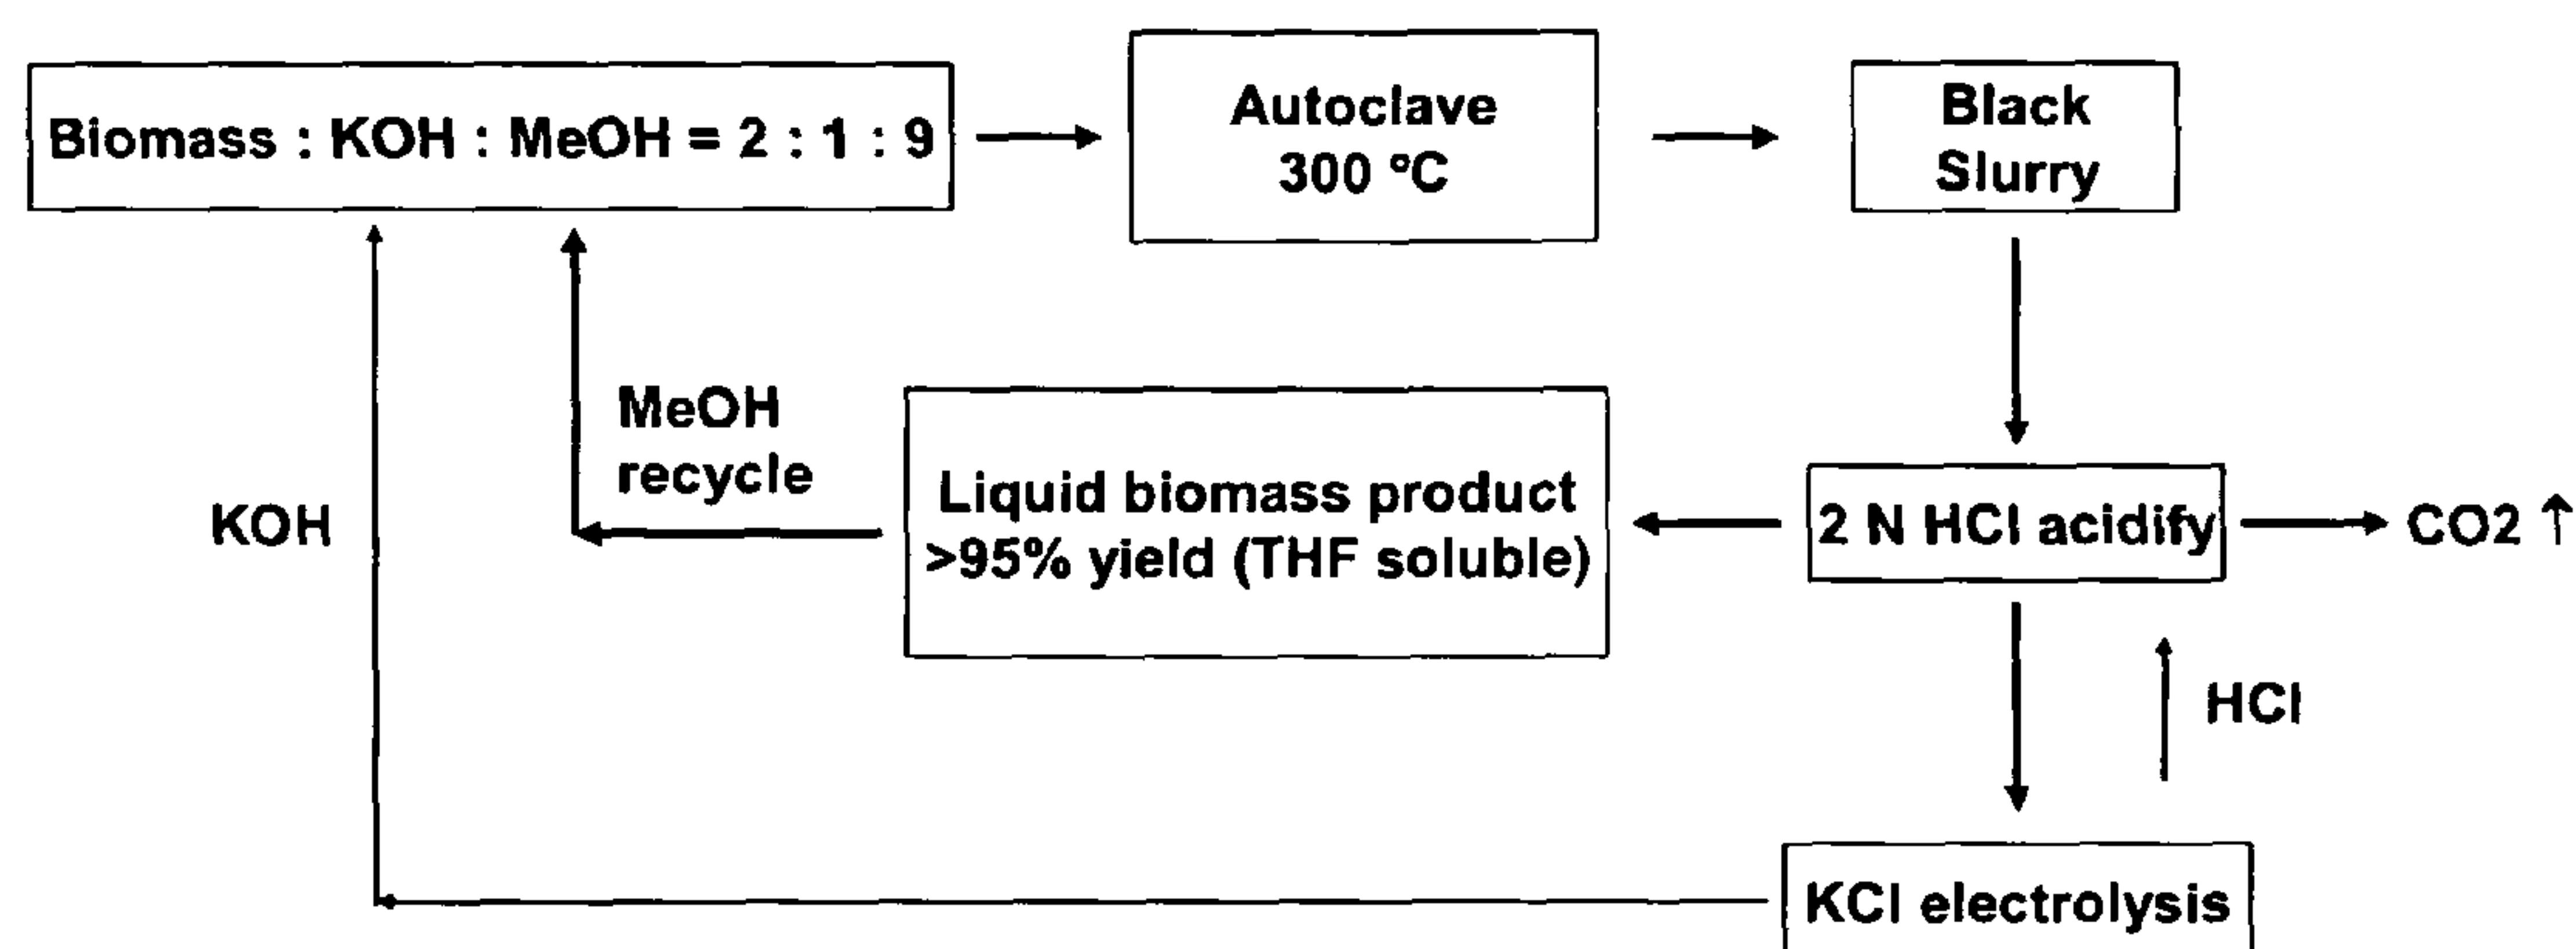 Biomass : KOH : MeOH = 2 : 1 : 9
Autoclave
300 °C
Black
Slurry
MeOH
recycle
KOH
Liquid biomass product
>95% yield (THF soluble)
2 N HCl acidify
CO2 ↑
HCl
KCl electrolysis